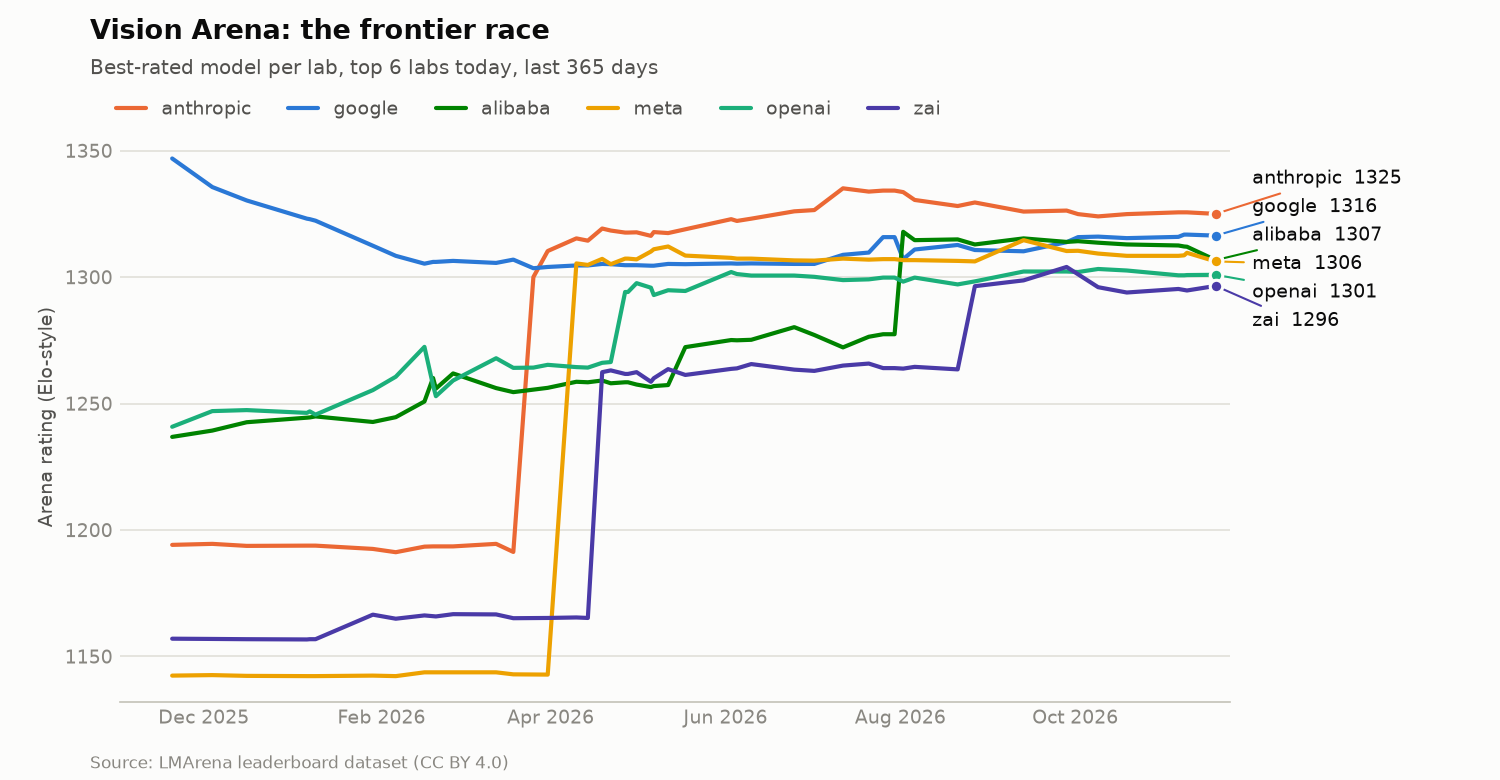 Vision Arena: the frontier race
Best-rated model per lab, top 6 labs today, last 365 days
anthropic google alibaba meta openai zai
Arena rating (Elo-style)
1350
1300
1250
1200
1150
anthropic 1325
google 1316
alibaba 1307
meta 1306
openai 1301
zai 1296
Dec 2025 Feb 2026 Apr 2026 Jun 2026 Aug 2026 Oct 2026
Source: LMArena leaderboard dataset (CC BY 4.0)